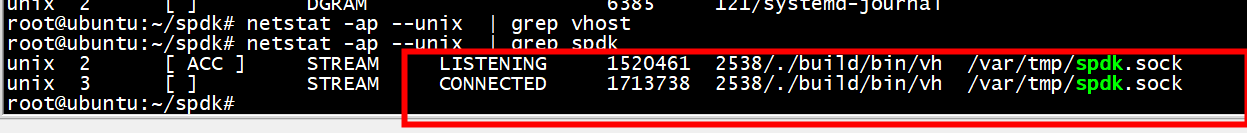 DGRAM 6385 121/systemd-journal
root@ubuntu:~/spdk# netstat -ap --unix | grep vhost
root@ubuntu:~/spdk# netstat -ap --unix | grep spdk
unix 2 [ ACC ] STREAM LISTENING 1520461 2538/./build/bin/vh /var/tmp/spdk.sock
unix 3 [ ] STREAM CONNECTED 1713738 2538/./build/bin/vh /var/tmp/spdk.sock
root@ubuntu:~/spdk#